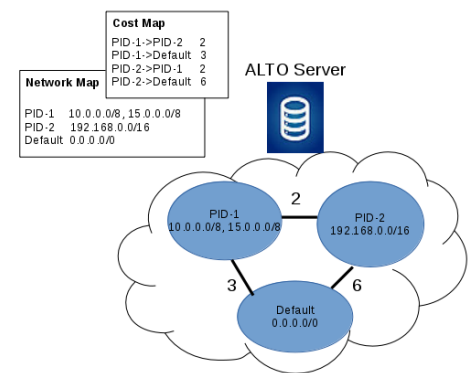 Cost Map
PID-1->PID-2 2
PID-1->Default 3
PID-2->PID-1 2
PID-2->Default 6
Network Map
PID-1 10.0.0.0/8, 15.0.0.0/8
PID-2 192.168.0.0/16
Default 0.0.0.0/0
ALTO Server
PID-1
10.0.0.0/8, 15.0.0.0/8
2
PID-2
192.168.0.0/16
3
6
Default
0.0.0.0/0